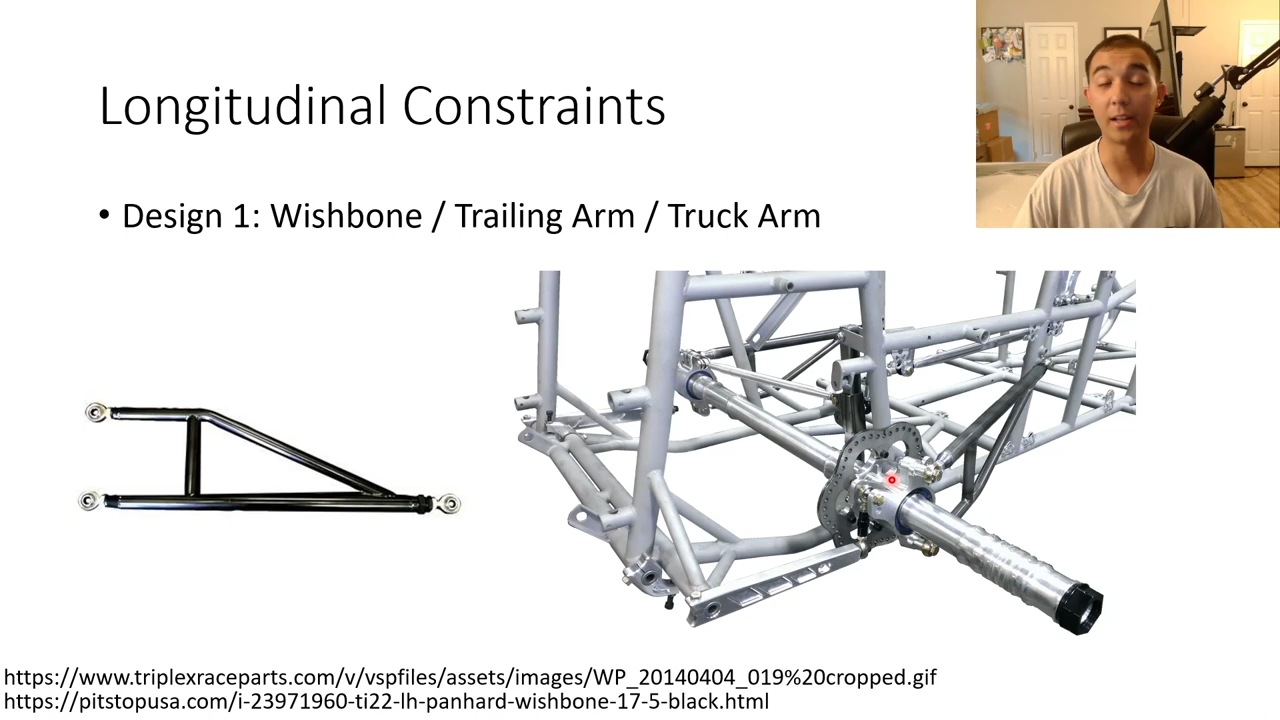 Longitudinal Constraints
• Design 1: Wishbone / Trailing Arm / Truck Arm
https://www.triplexraceparts.com/v/vspfiles/assets/images/WP_20140404_019%20cropped.gif
https://pitstopusa.com/i-23971960-ti22-lh-panhard-wishbone-17-5-black.html